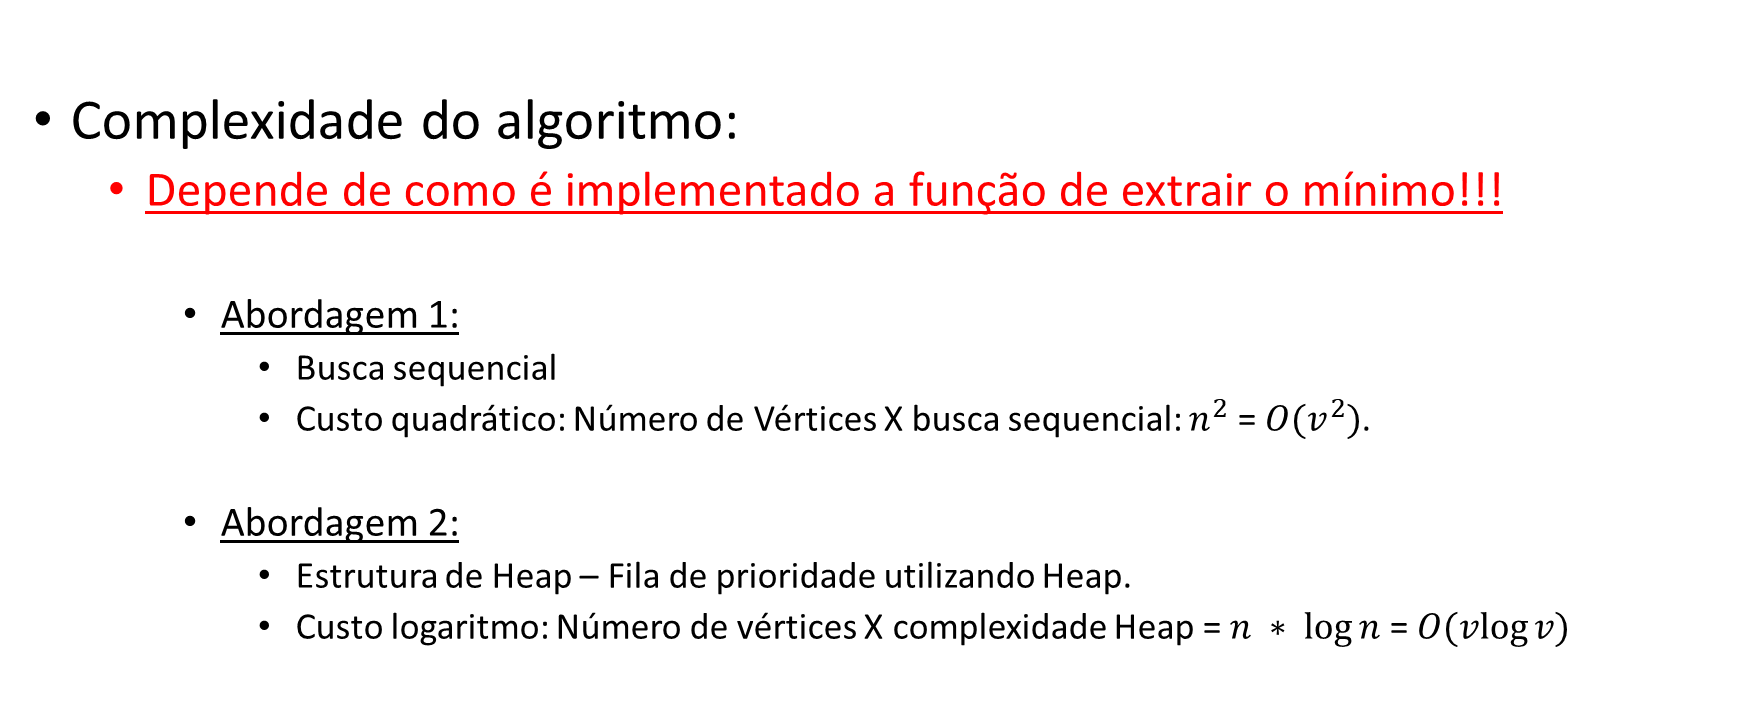 • Complexidade do algoritmo:
• Depende de como é implementado a função de extrair o mínimo!!!
• Abordagem 1:
• Busca sequencial
• Custo quadrático: Número de Vértices X busca sequencial: 𝑛² = 𝑂(𝑣²).
• Abordagem 2:
• Estrutura de Heap – Fila de prioridade utilizando Heap.
• Custo logaritmo: Número de vértices X complexidade Heap = 𝑛 ∗ log 𝑛 = 𝑂(𝑣log 𝑣)